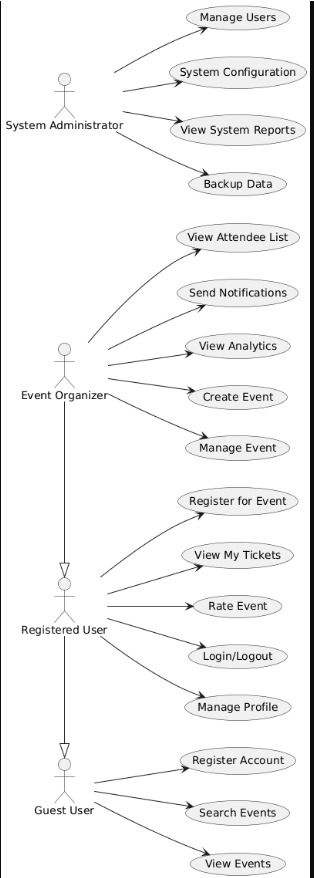 Manage Users
System Configuration
System Administrator
View System Reports
Backup Data
View Attendee List
Send Notifications
View Analytics
Event Organizer
Create Event
Manage Event
Register for Event
View My Tickets
Rate Event
Registered User
Login/Logout
Manage Profile
Register Account
Guest User
Search Events
View Events